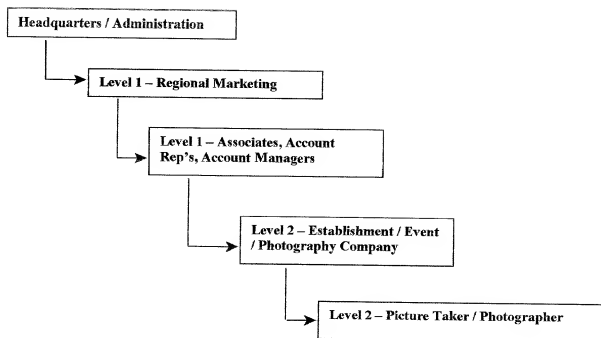 Headquarters / Administration
Level 1 – Regional Marketing
Level 1 – Associates, Account
Rep's, Account Managers
Level 2 – Establishment / Event
/ Photography Company
Level 2 – Picture Taker / Photographer